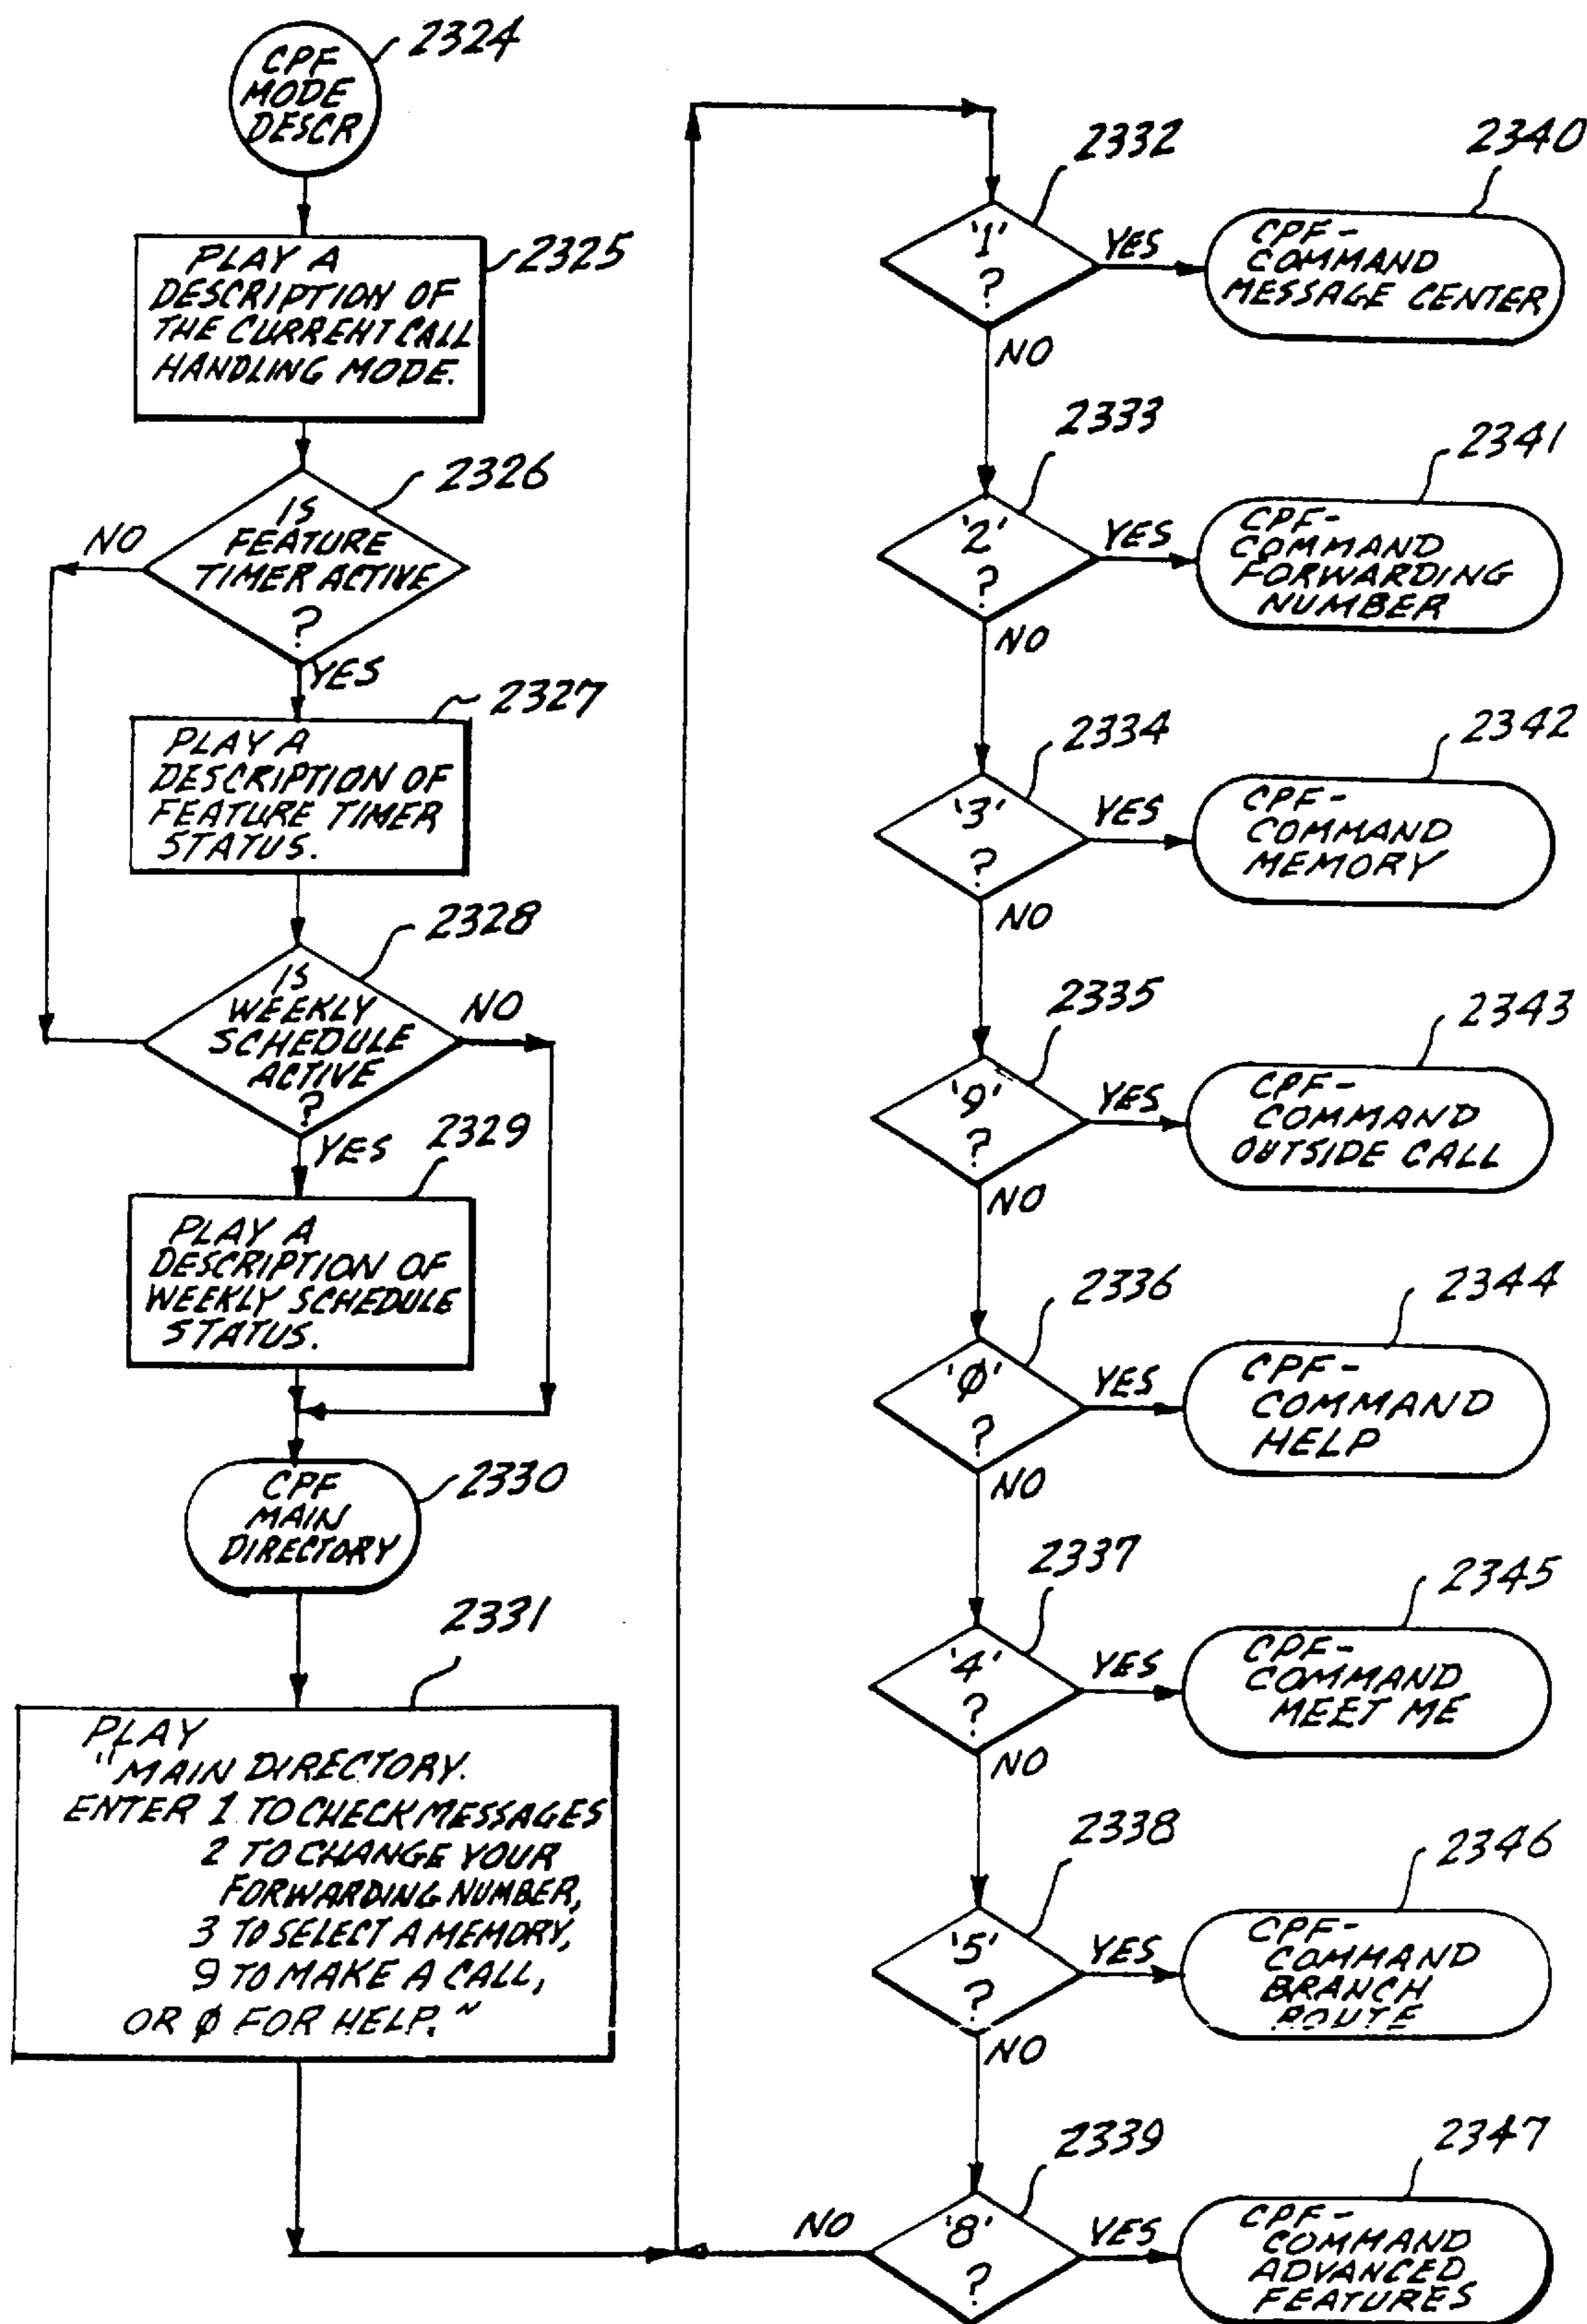 CPF
MODE
DESCR
2324
PLAY A
DESCRIPTION OF
THE CURRENT CALL
HANDLING MODE.
2325
IS
FEATURE
TIMER ACTIVE
?
2326
NO
YES
PLAY A
DESCRIPTION OF
FEATURE TIMER
STATUS.
2327
IS
WEEKLY
SCHEDULE
ACTIVE
?
2328
NO
YES
2329
PLAY A
DESCRIPTION OF
WEEKLY SCHEDULE
STATUS.
CPF
MAIN
DIRECTORY
2330
2331
PLAY
"MAIN DIRECTORY.
ENTER 1 TO CHECK MESSAGES
2 TO CHANGE YOUR
FORWARDING NUMBER,
3 TO SELECT A MEMORY,
9 TO MAKE A CALL,
OR Ø FOR HELP."
2332
'1'
?
YES
NO
2340
CPF-
COMMAND
MESSAGE CENTER
2333
'2'
?
YES
NO
2341
CPF-
COMMAND
FORWARDING
NUMBER
2334
'3'
?
YES
NO
2342
CPF-
COMMAND
MEMORY
2335
'9'
?
YES
NO
2343
CPF-
COMMAND
OUTSIDE CALL
2336
'Ø'
?
YES
NO
2344
CPF-
COMMAND
HELP
2337
'4'
?
YES
NO
2345
CPF-
COMMAND
MEET ME
2338
'5'
?
YES
NO
2346
CPF-
COMMAND
BRANCH
ROUTE
2339
'8'
?
NO
YES
2347
CPF-
COMMAND
ADVANCED
FEATURES